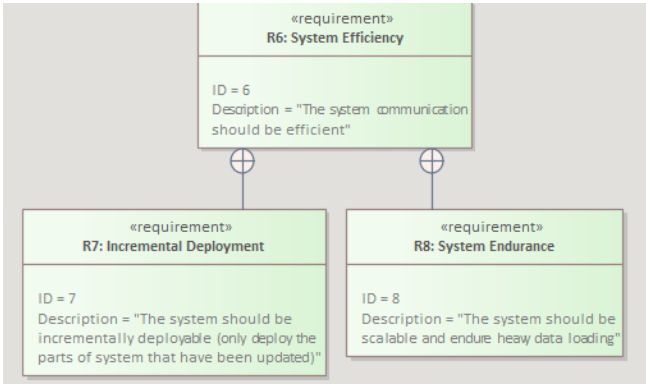 «requirement»
R6: System Efficiency
ID = 6
Description = "The system communication
should be efficient"
«requirement»
R7: Incremental Deployment
ID = 7
Description = "The system should be
incrementally deployable (only deploy the
parts of system that have been updated)"
«requirement»
R8: System Endurance
ID = 8
Description = "The system should be
scalable and endure heavy data loading"